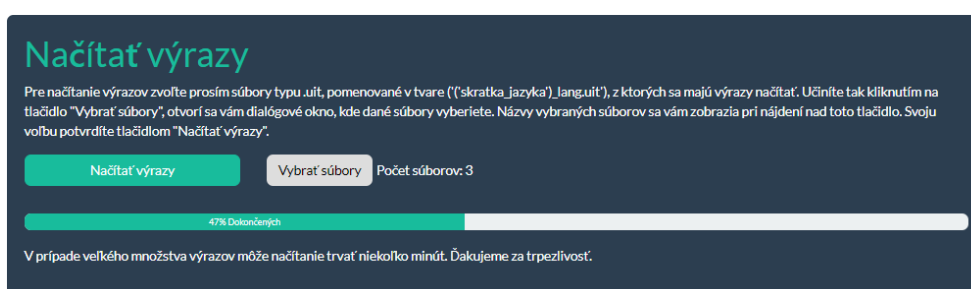 Načítať výrazy
Pre načítanie výrazov zvoľte prosím súbory typu .uit, pomenované v tvare ('('skratka_jazyka')_lang.uit'), z ktorých sa majú výrazy načítať. Učiníte tak kliknutím na
tlačidlo "Vybrať súbory", otvorí sa vám dialógové okno, kde dané súbory vyberiete. Názvy vybraných súborov sa vám zobrazia pri nájdení nad toto tlačidlo. Svoju
voľbu potvrdíte tlačidlom "Načítať výrazy".
Načítať výrazy Vybrať súbory Počet súborov: 3
47% Dokončených
V prípade veľkého množstva výrazov môže načítanie trvať niekoľko minút. Ďakujeme za trpezlivosť.